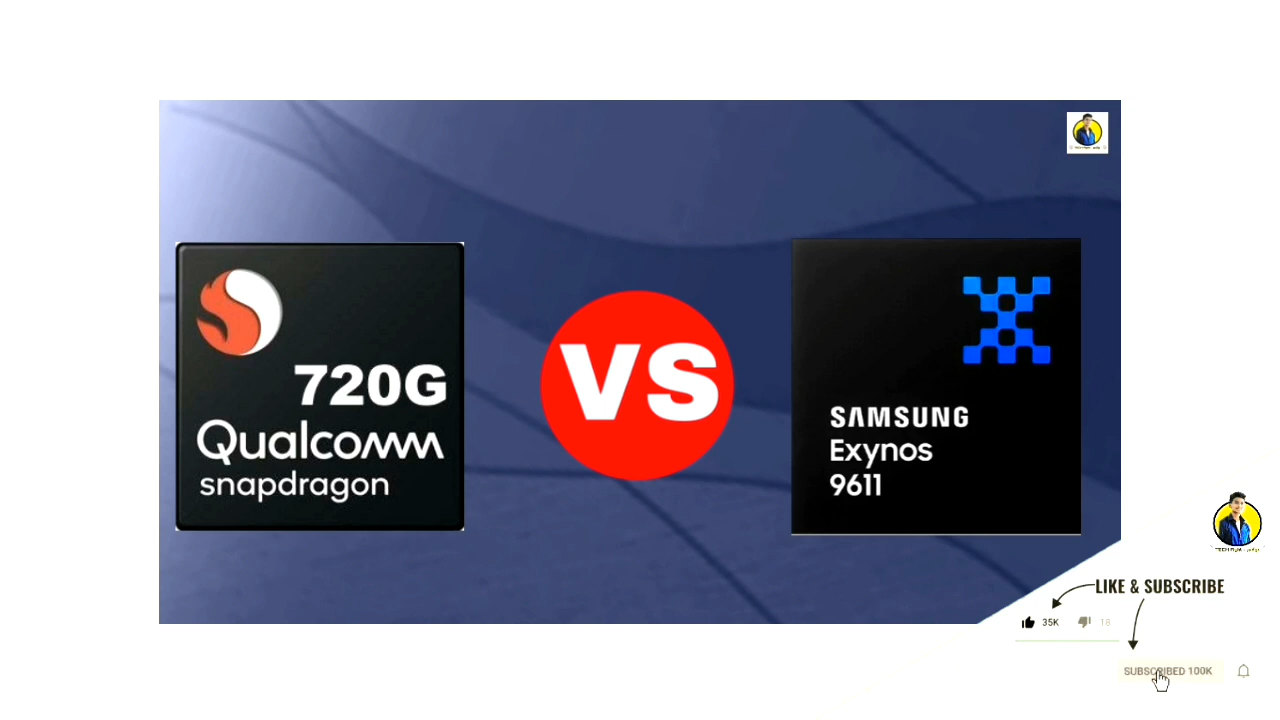 720G
Qualcomm
snapdragon
VS
SAMSUNG
Exynos
9611
LIKE & SUBSCRIBE
35K
18
SUBSCRIBED 100K